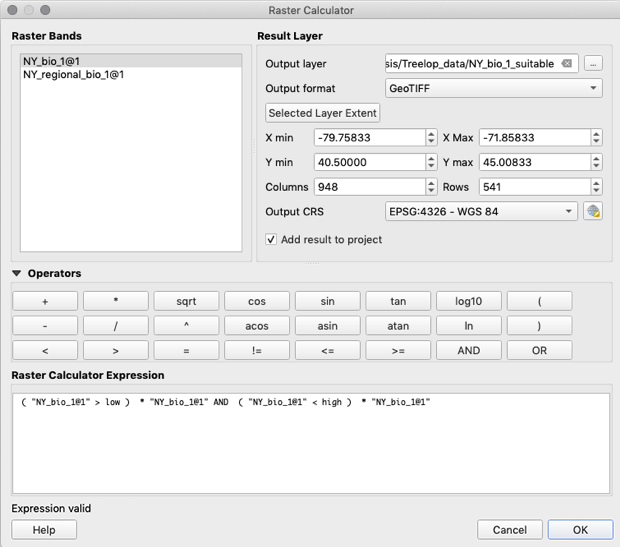 Raster Calculator
Raster Bands
NY_bio_1@1
NY_regional_bio_1@1
Result Layer
Output layer sis/Treelop_data/NY_bio_1_suitable ...
Output format GeoTIFF
Selected Layer Extent
X min -79.75833 X Max -71.85833
Y min 40.50000 Y max 45.00833
Columns 948 Rows 541
Output CRS EPSG:4326 - WGS 84
Add result to project
Operators
+ * sqrt cos sin tan log10 (
- / ^ acos asin atan ln )
< > = != <= >= AND OR
Raster Calculator Expression
( "NY_bio_1@1" > low ) * "NY_bio_1@1" AND ( "NY_bio_1@1" < high ) * "NY_bio_1@1"
Expression valid
Help Cancel OK